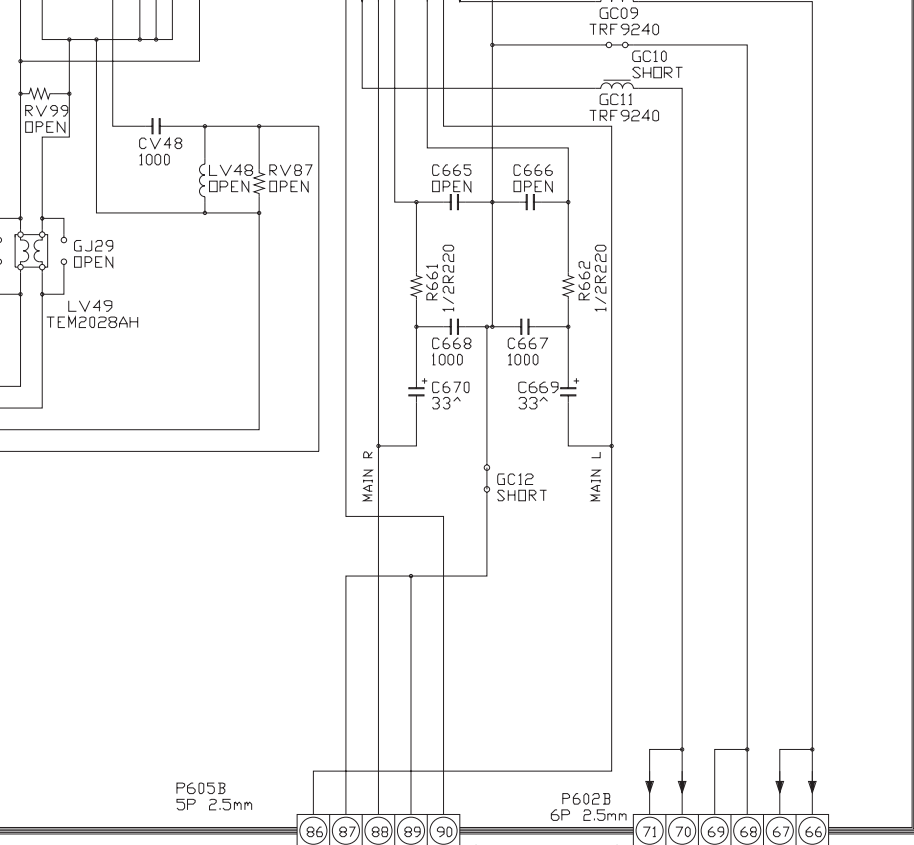 GC09
TRF9240
GC10
SHORT
GC11
TRF9240
RV99
OPEN
CV48
1000
LV48
OPEN
RV87
OPEN
C665
OPEN
C666
OPEN
GJ29
OPEN
R661
1/2R220
R662
1/2R220
LV49
TEM2028AH
C668
1000
C667
1000
+
C670
33^
C669
33^
+
MAIN R
MAIN L
GC12
SHORT
P605B
5P 2.5mm
P602B
6P 2.5mm
86 87 88 89 90
71 70 69 68 67 66